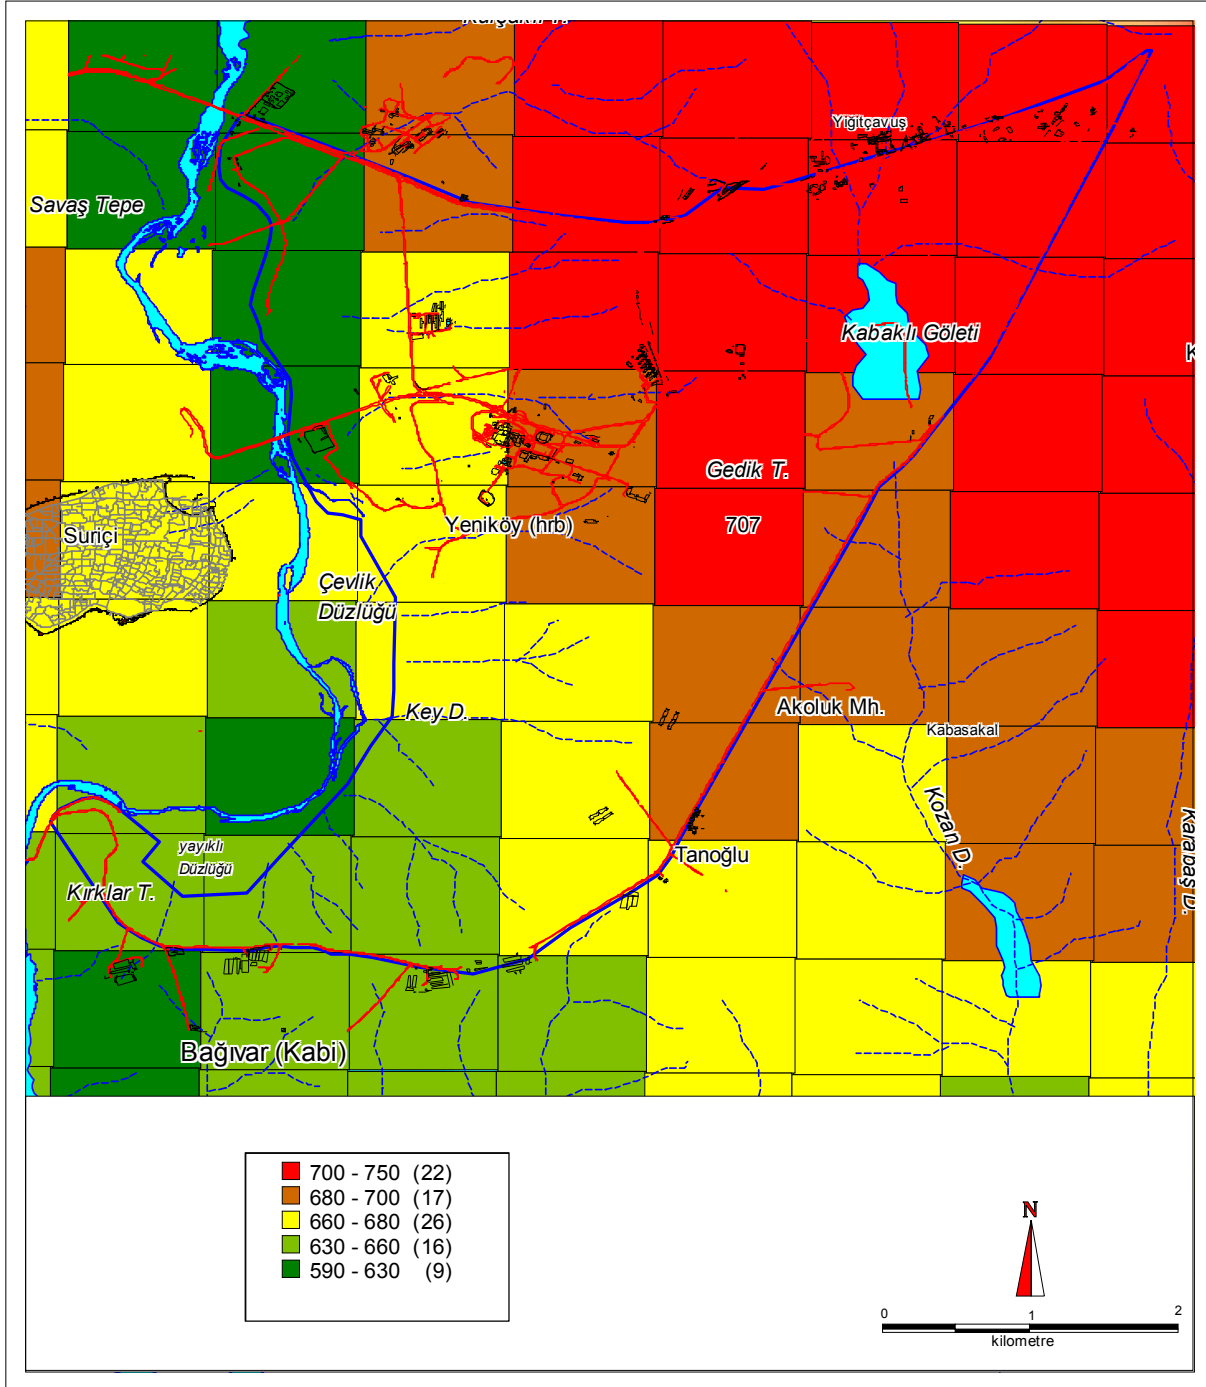 Yiğitçavuş
Savaş Tepe
Kabaklı Göleti
K
Gedik T.
Suriçi
Yeniköy (hrb)
707
Çevlik
Düzlüğü
Key D.
Akoluk Mh.
Kabasakal
Kozan D.
Karabaş D.
yayıklı
Düzlüğü
Tanoğlu
Kırklar T.
Bağıvar (Kabi)
700 - 750 (22)
680 - 700 (17)
660 - 680 (26)
630 - 660 (16)
590 - 630 (9)
N
0 1 2
kilometre